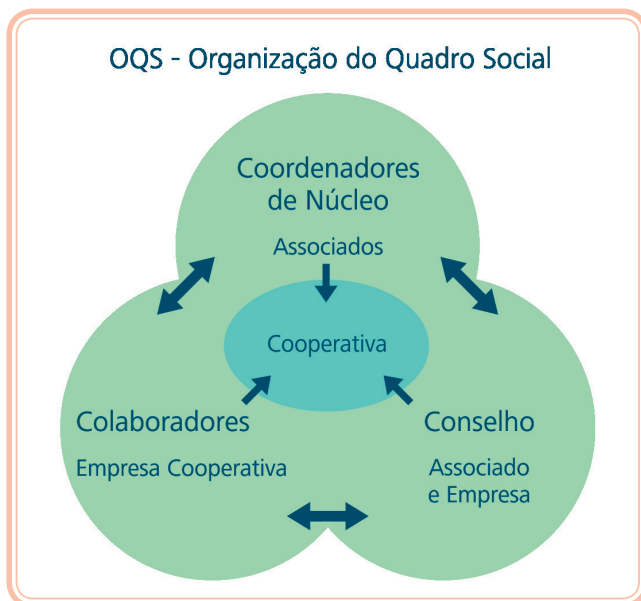 OQS - Organização do Quadro Social
Coordenadores
de Núcleo
Associados
Cooperativa
Colaboradores
Empresa Cooperativa
Conselho
Associado
e Empresa